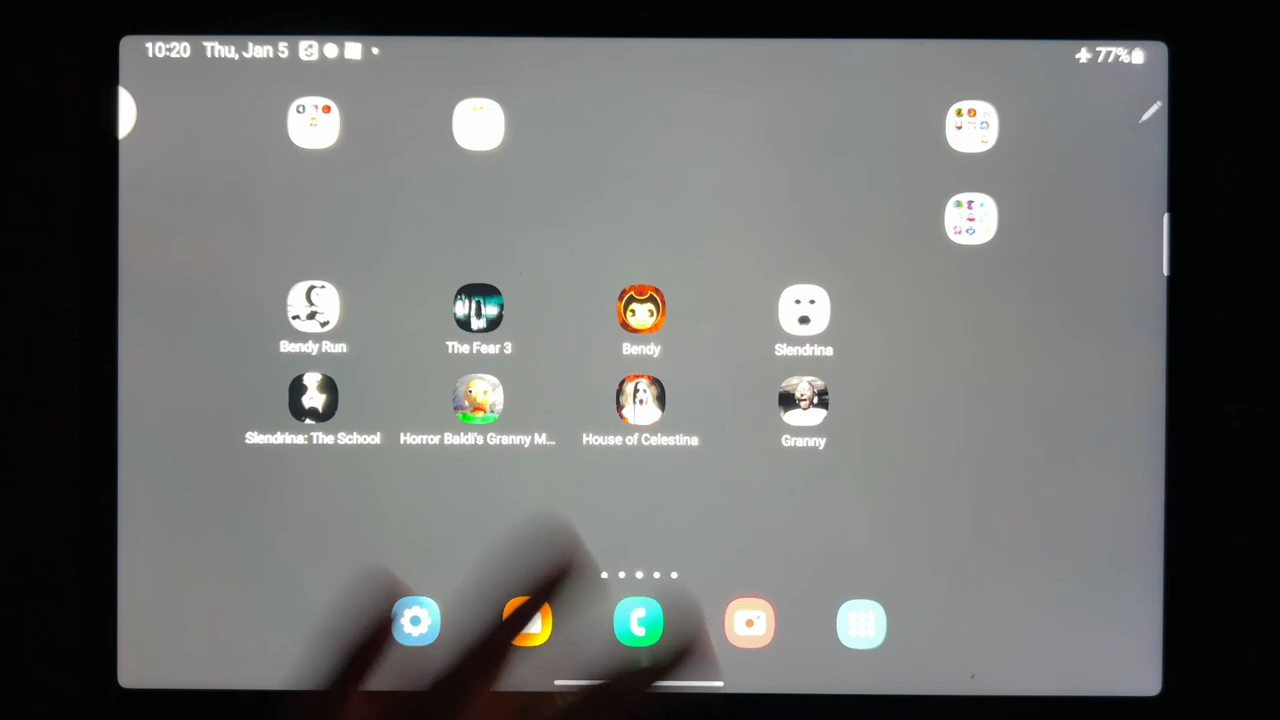 10:20 Thu, Jan 5 77%
Bendy Run The Fear 3 Bendy Slendrina
Slendrina: The School Horror Baldi's Granny M... House of Celestina Granny